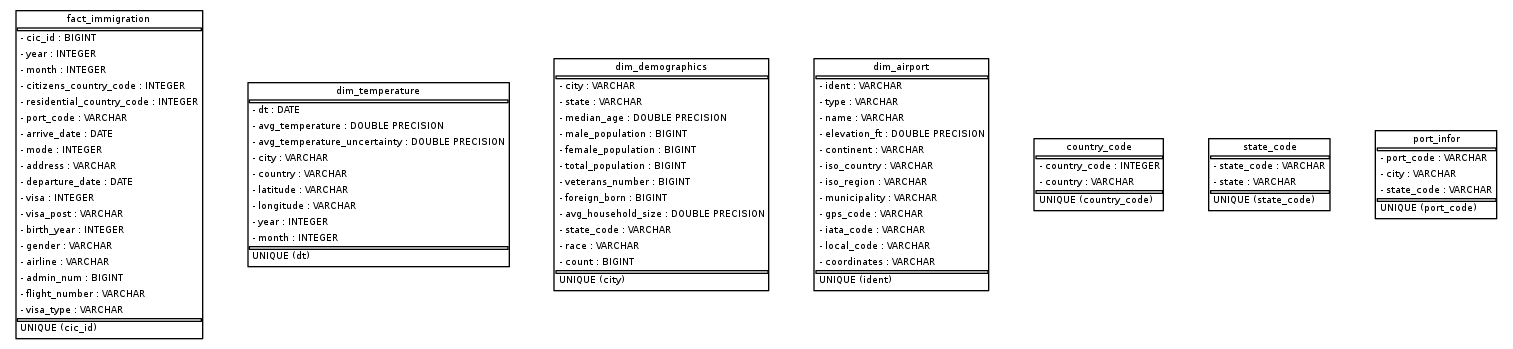 fact_immigration
- cic_id : BIGINT
- year : INTEGER
- month : INTEGER
- citizens_country_code : INTEGER
- residential_country_code : INTEGER
- port_code : VARCHAR
- arrive_date : DATE
- mode : INTEGER
- address : VARCHAR
- departure_date : DATE
- visa : INTEGER
- visa_post : VARCHAR
- birth_year : INTEGER
- gender : VARCHAR
- airline : VARCHAR
- admin_num : BIGINT
- flight_number : VARCHAR
- visa_type : VARCHAR
UNIQUE (cic_id)
dim_temperature
- dt : DATE
- avg_temperature : DOUBLE PRECISION
- avg_temperature_uncertainty : DOUBLE PRECISION
- city : VARCHAR
- country : VARCHAR
- latitude : VARCHAR
- longitude : VARCHAR
- year : INTEGER
- month : INTEGER
UNIQUE (dt)
dim_demographics
- city : VARCHAR
- state : VARCHAR
- median_age : DOUBLE PRECISION
- male_population : BIGINT
- female_population : BIGINT
- total_population : BIGINT
- veterans_number : BIGINT
- foreign_born : BIGINT
- avg_household_size : DOUBLE PRECISION
- state_code : VARCHAR
- race : VARCHAR
- count : BIGINT
UNIQUE (city)
dim_airport
- ident : VARCHAR
- type : VARCHAR
- name : VARCHAR
- elevation_ft : DOUBLE PRECISION
- continent : VARCHAR
- iso_country : VARCHAR
- iso_region : VARCHAR
- municipality : VARCHAR
- gps_code : VARCHAR
- iata_code : VARCHAR
- local_code : VARCHAR
- coordinates : VARCHAR
UNIQUE (ident)
country_code
- country_code : INTEGER
- country : VARCHAR
UNIQUE (country_code)
state_code
- state_code : VARCHAR
- state : VARCHAR
UNIQUE (state_code)
port_infor
- port_code : VARCHAR
- city : VARCHAR
- state_code : VARCHAR
UNIQUE (port_code)